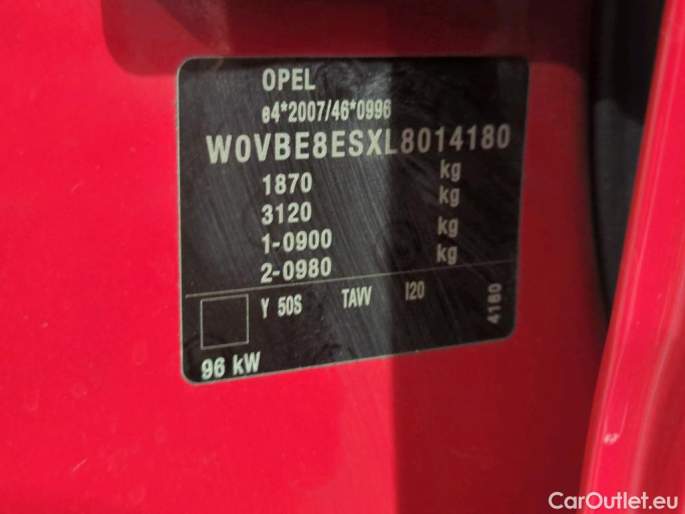 OPEL
e4*2007/46*0996
W0VBE8ESXL8014180
1870 kg
3120 kg
1-0900 kg
2-0980 kg
Y 50S TAVV I20
4180
96 kW
CarOutlet.eu